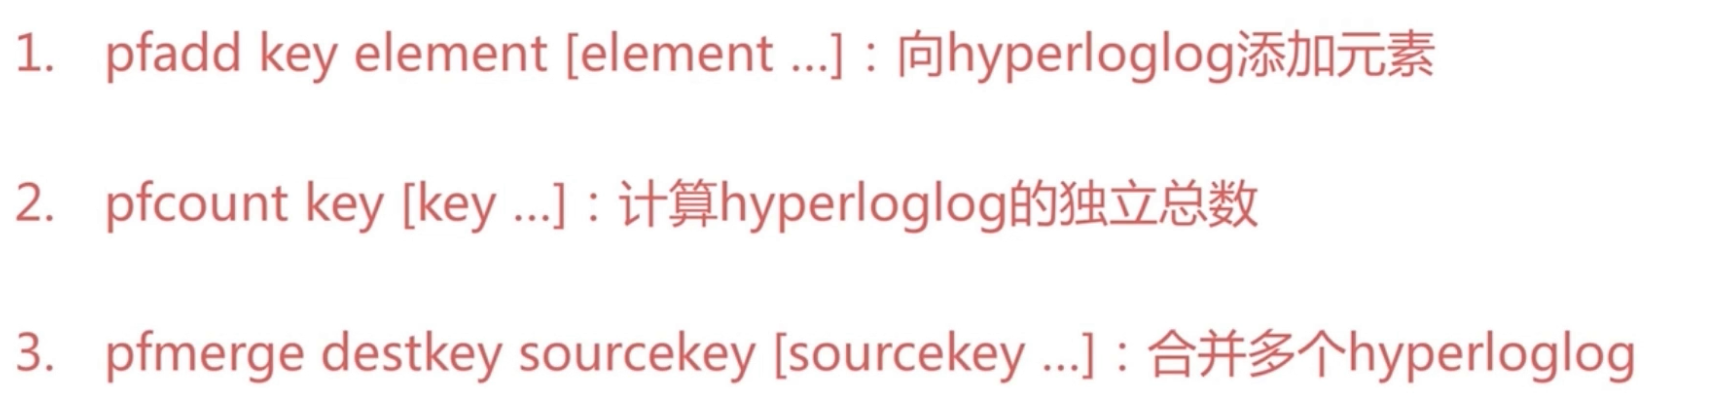 1. pfadd key element [element ...]：向hyperloglog添加元素
2. pfcount key [key ...]：计算hyperloglog的独立总数
3. pfmerge destkey sourcekey [sourcekey ...]：合并多个hyperloglog